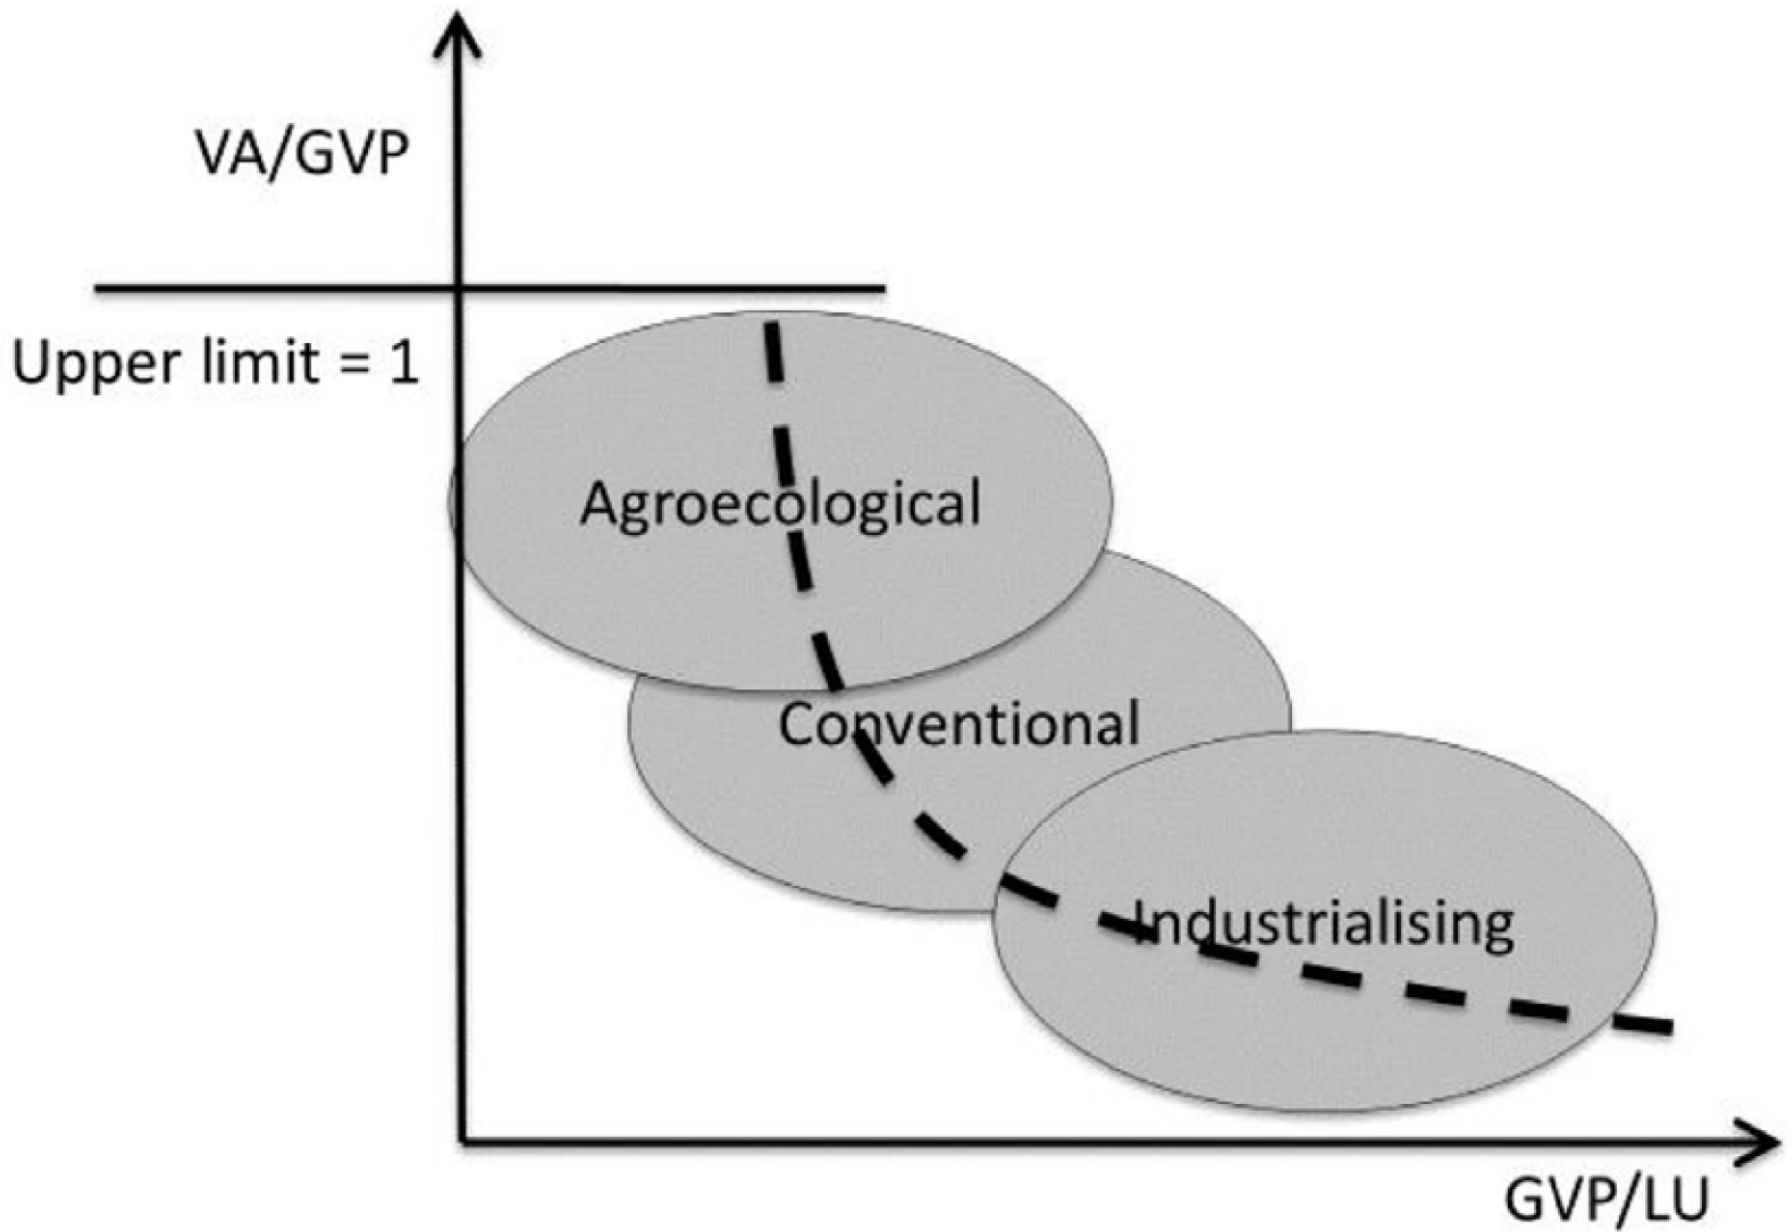 VA/GVP
Upper limit = 1
Agroecological
Conventional
Industrialising
GVP/LU